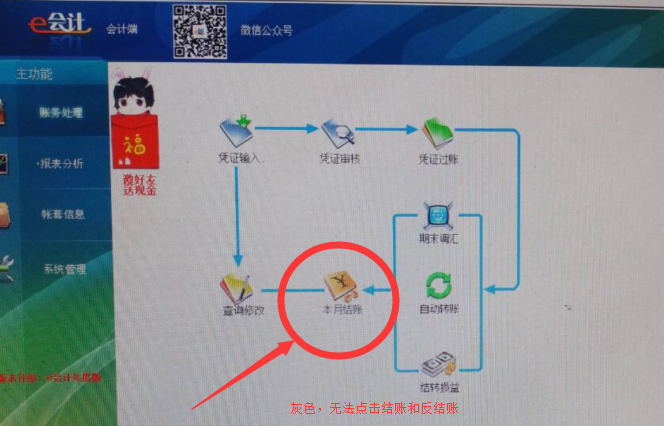 e会计
会计端
微信公众号
主功能
账务处理
·报表分析
帐套信息
系统管理
福
邀好友
送现金
凭证输入
凭证审核
凭证过账
期末调汇
查询修改
本月结账
自动转账
结转损益
灰色，无法点击结账和反结账